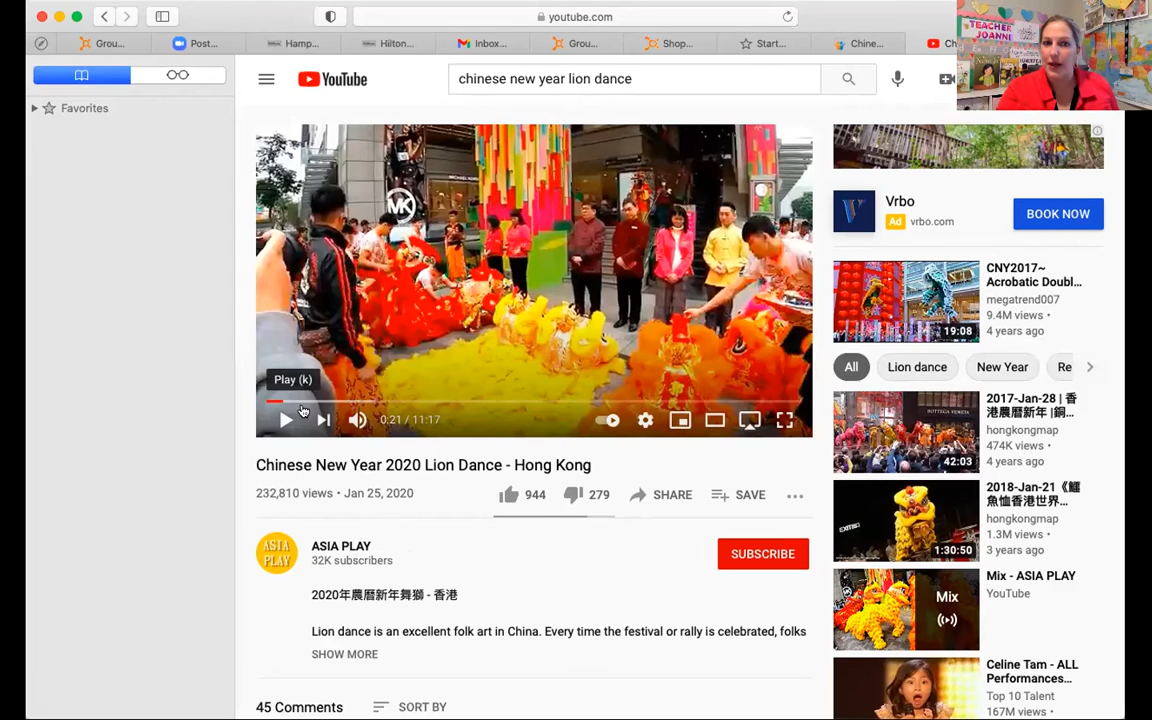 youtube.com
Grou...
Post...
Hamp...
Hilton...
Inbox...
Grou...
Shop...
Start...
Chine...
Ch
TEACHER
JOANNE
Favorites
YouTube
chinese new year lion dance
MK
MICHAEL KORS
Play (k)
0:21 / 11:17
Chinese New Year 2020 Lion Dance - Hong Kong
232,810 views • Jan 25, 2020
944
279
SHARE
SAVE
ASIA PLAY
ASIA PLAY
32K subscribers
SUBSCRIBE
2020年農曆新年舞獅 - 香港
Lion dance is an excellent folk art in China. Every time the festival or rally is celebrated, folks
SHOW MORE
45 Comments
SORT BY
Vrbo
Ad vrbo.com
BOOK NOW
CNY2017~
Acrobatic Doubl...
megatrend007
9.4M views •
4 years ago
19:08
All
Lion dance
New Year
Re
2017-Jan-28 | 香
港農曆新年 |銅...
hongkongmap
474K views •
4 years ago
BOTTEGA VENETA
42:03
2018-Jan-21《鱷
魚恤香港世界...
hongkongmap
1.3M views •
3 years ago
1:30:50
Mix - ASIA PLAY
YouTube
Mix
Celine Tam - ALL
Performances...
Top 10 Talent
167M views •